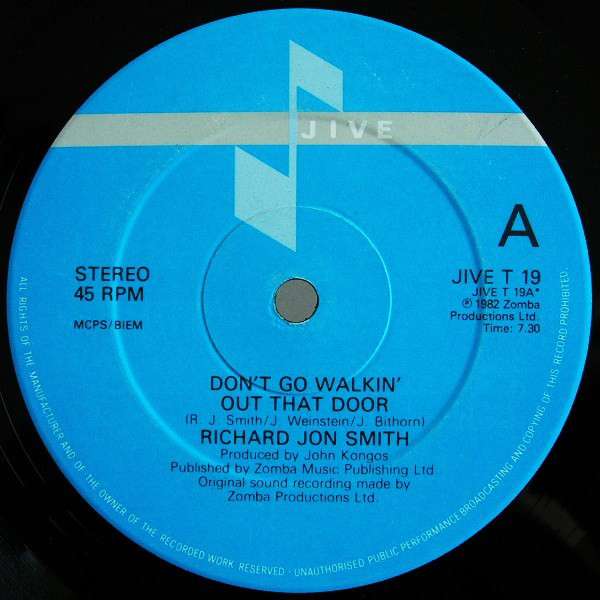 JIVE
A
STEREO
45 RPM
MCPS/BIEM
JIVE T 19
JIVE T 19A*
℗ 1982 Zomba
Productions Ltd.
Time: 7.30
DON'T GO WALKIN'
OUT THAT DOOR
(R. J. Smith/J. Weinstein/J. Bithorn)
RICHARD JON SMITH
Produced by John Kongos
Published by Zomba Music Publishing Ltd.
Original sound recording made by
Zomba Productions Ltd.
ALL RIGHTS OF THE MANUFACTURER AND OF THE OWNER OF THE RECORDED WORK RESERVED - UNAUTHORISED PUBLIC PERFORMANCE,BROADCASTING AND COPYING OF THIS RECORD PROHIBITED.